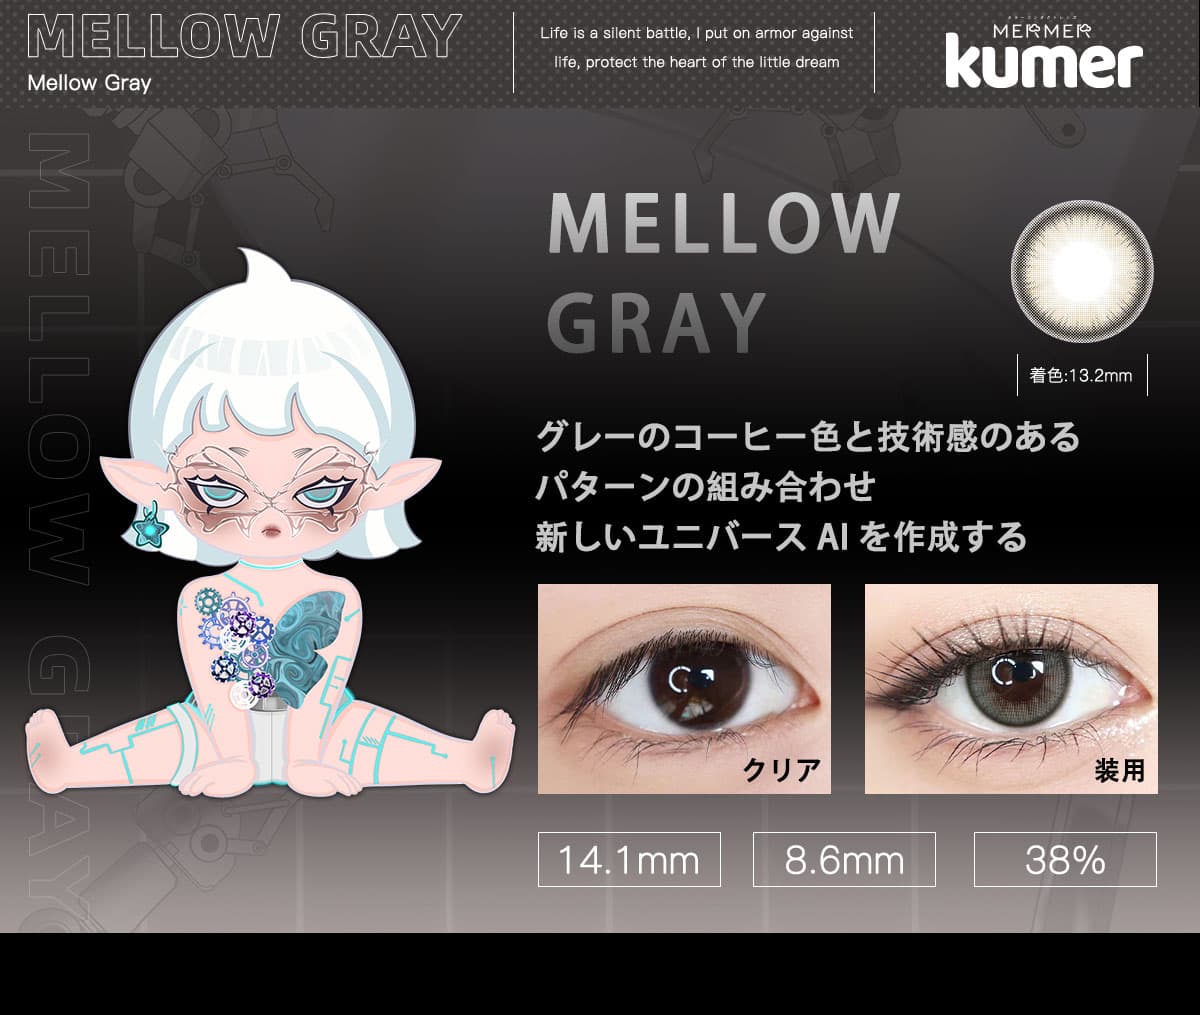 MELLOW GRAY
Mellow Gray
Life is a silent battle, I put on armor against
life, protect the heart of the little dream
MERMER
kumer
MELLOW GRAY
MELLOW
GRAY
着色:13.2mm
グレーのコーヒー色と技術感のある
パターンの組み合わせ
新しいユニバース AI を作成する
クリア
装用
14.1mm
8.6mm
38%